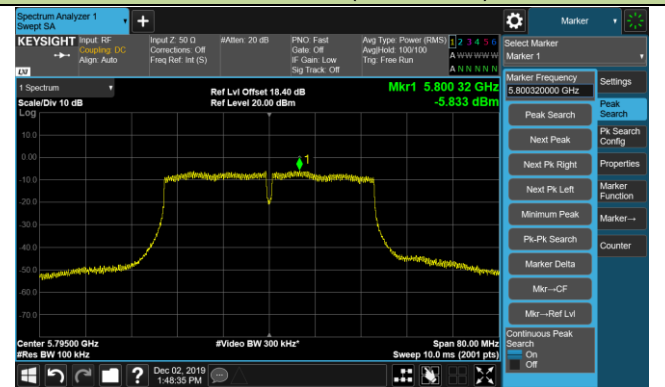 Spectrum Analyzer 1
Swept SA
Marker
KEYSIGHT
Input: RF
Coupling: DC
Align: Auto
Input Z: 50 Ω
Corrections: Off
Freq Ref: Int (S)
#Atten: 20 dB
PNO: Fast
Gate: Off
IF Gain: Low
Sig Track: Off
Avg Type: Power (RMS)
Avg|Hold: 100/100
Trig: Free Run
1 2 3 4 5 6
A W W W W W
A N N N N N
LXI
Select Marker
Marker 1
1 Spectrum
Scale/Div 10 dB
Log
Ref Lvl Offset 18.40 dB
Ref Level 20.00 dBm
Mkr1 5.800 32 GHz
-5.833 dBm
10.0
0.00
-10.0
-20.0
-30.0
-40.0
-50.0
-60.0
-70.0
1
Center 5.79500 GHz
#Res BW 100 kHz
#Video BW 300 kHz*
Span 80.00 MHz
Sweep 10.0 ms (2001 pts)
Marker Frequency
5.800320000 GHz
Peak Search
Next Peak
Next Pk Right
Next Pk Left
Minimum Peak
Pk-Pk Search
Marker Delta
Mkr→CF
Mkr→Ref Lvl
Continuous Peak
Search
On
Off
Settings
Peak
Search
Pk Search
Config
Properties
Marker
Function
Marker→
Counter
?
Dec 02, 2019
1:48:35 PM